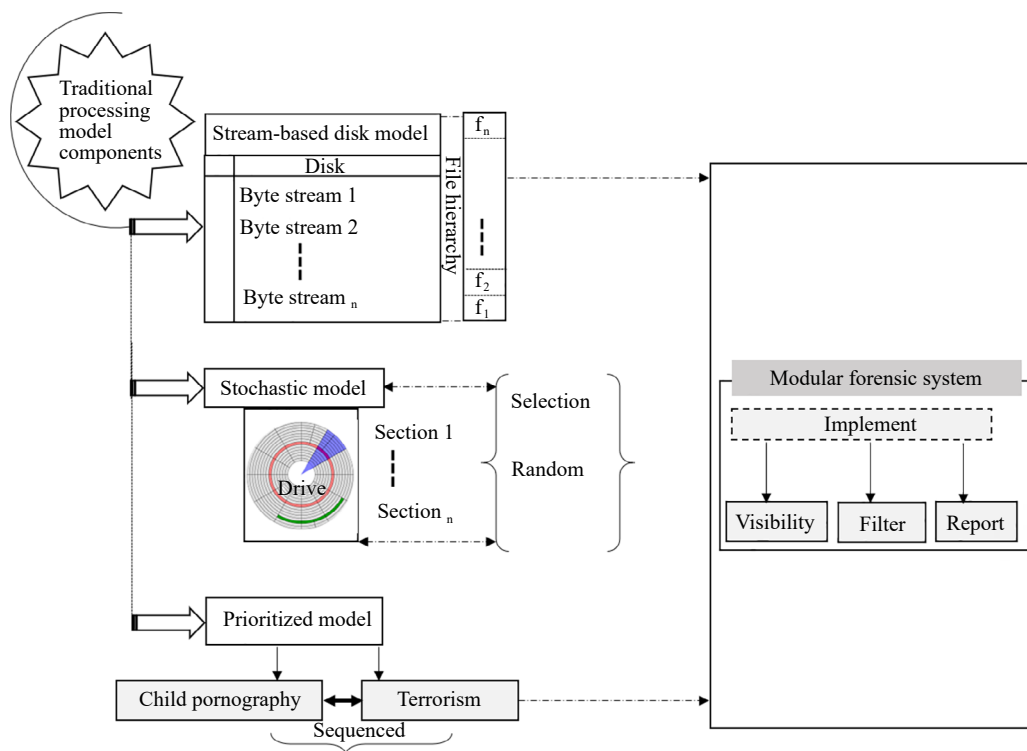 Traditional
processing
model
components
Stream-based disk model
Disk
Byte stream 1
Byte stream 2
Byte stream n
File hierarchy
fn
f2
f1
Stochastic model
Drive
Section 1
Section n
Selection
Random
Prioritized model
Child pornography
Terrorism
Sequenced
Modular forensic system
Implement
Visibility
Filter
Report